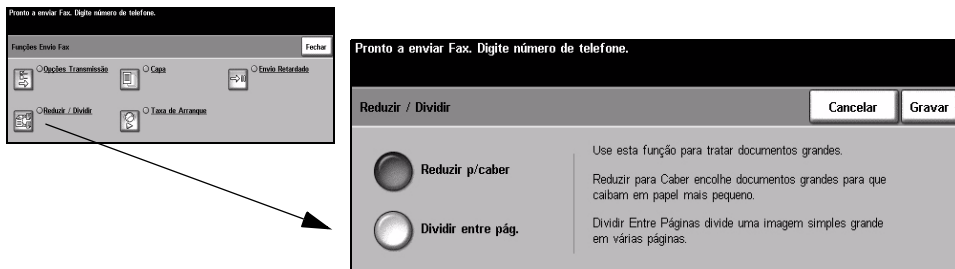 Pronto a enviar Fax. Digite número de telefone.
Funções Envio Fax
Fechar
Opções Transmissão
Capa
Envio Retardado
Reduzir / Dividir
Taxa de Arranque
Pronto a enviar Fax. Digite número de telefone.
Reduzir / Dividir
Cancelar
Gravar
Reduzir p/caber
Dividir entre pág.
Use esta função para tratar documentos grandes.
Reduzir para Caber encolhe documentos grandes para que
caibam em papel mais pequeno.
Dividir Entre Páginas divide uma imagem simples grande
em várias páginas.